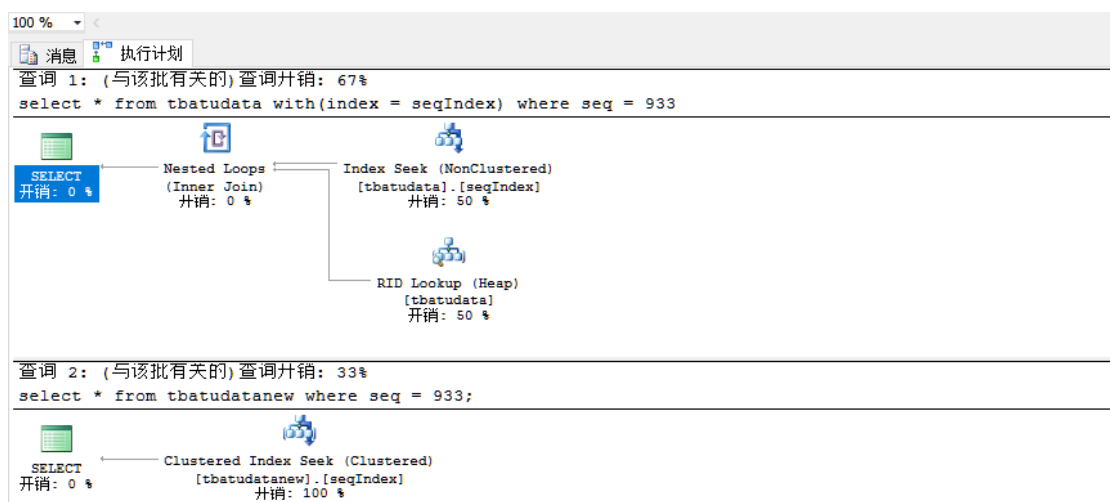 100 %
消息 执行计划
查询 1: (与该批有关的)查询开销: 67%
select * from tbatudata with(index = seqIndex) where seq = 933
SELECT
开销: 0 %
Nested Loops
(Inner Join)
开销: 0 %
Index Seek (NonClustered)
[tbatudata].[seqIndex]
开销: 50 %
RID Lookup (Heap)
[tbatudata]
开销: 50 %
查询 2: (与该批有关的)查询开销: 33%
select * from tbatudatanew where seq = 933;
SELECT
开销: 0 %
Clustered Index Seek (Clustered)
[tbatudatanew].[seqIndex]
开销: 100 %